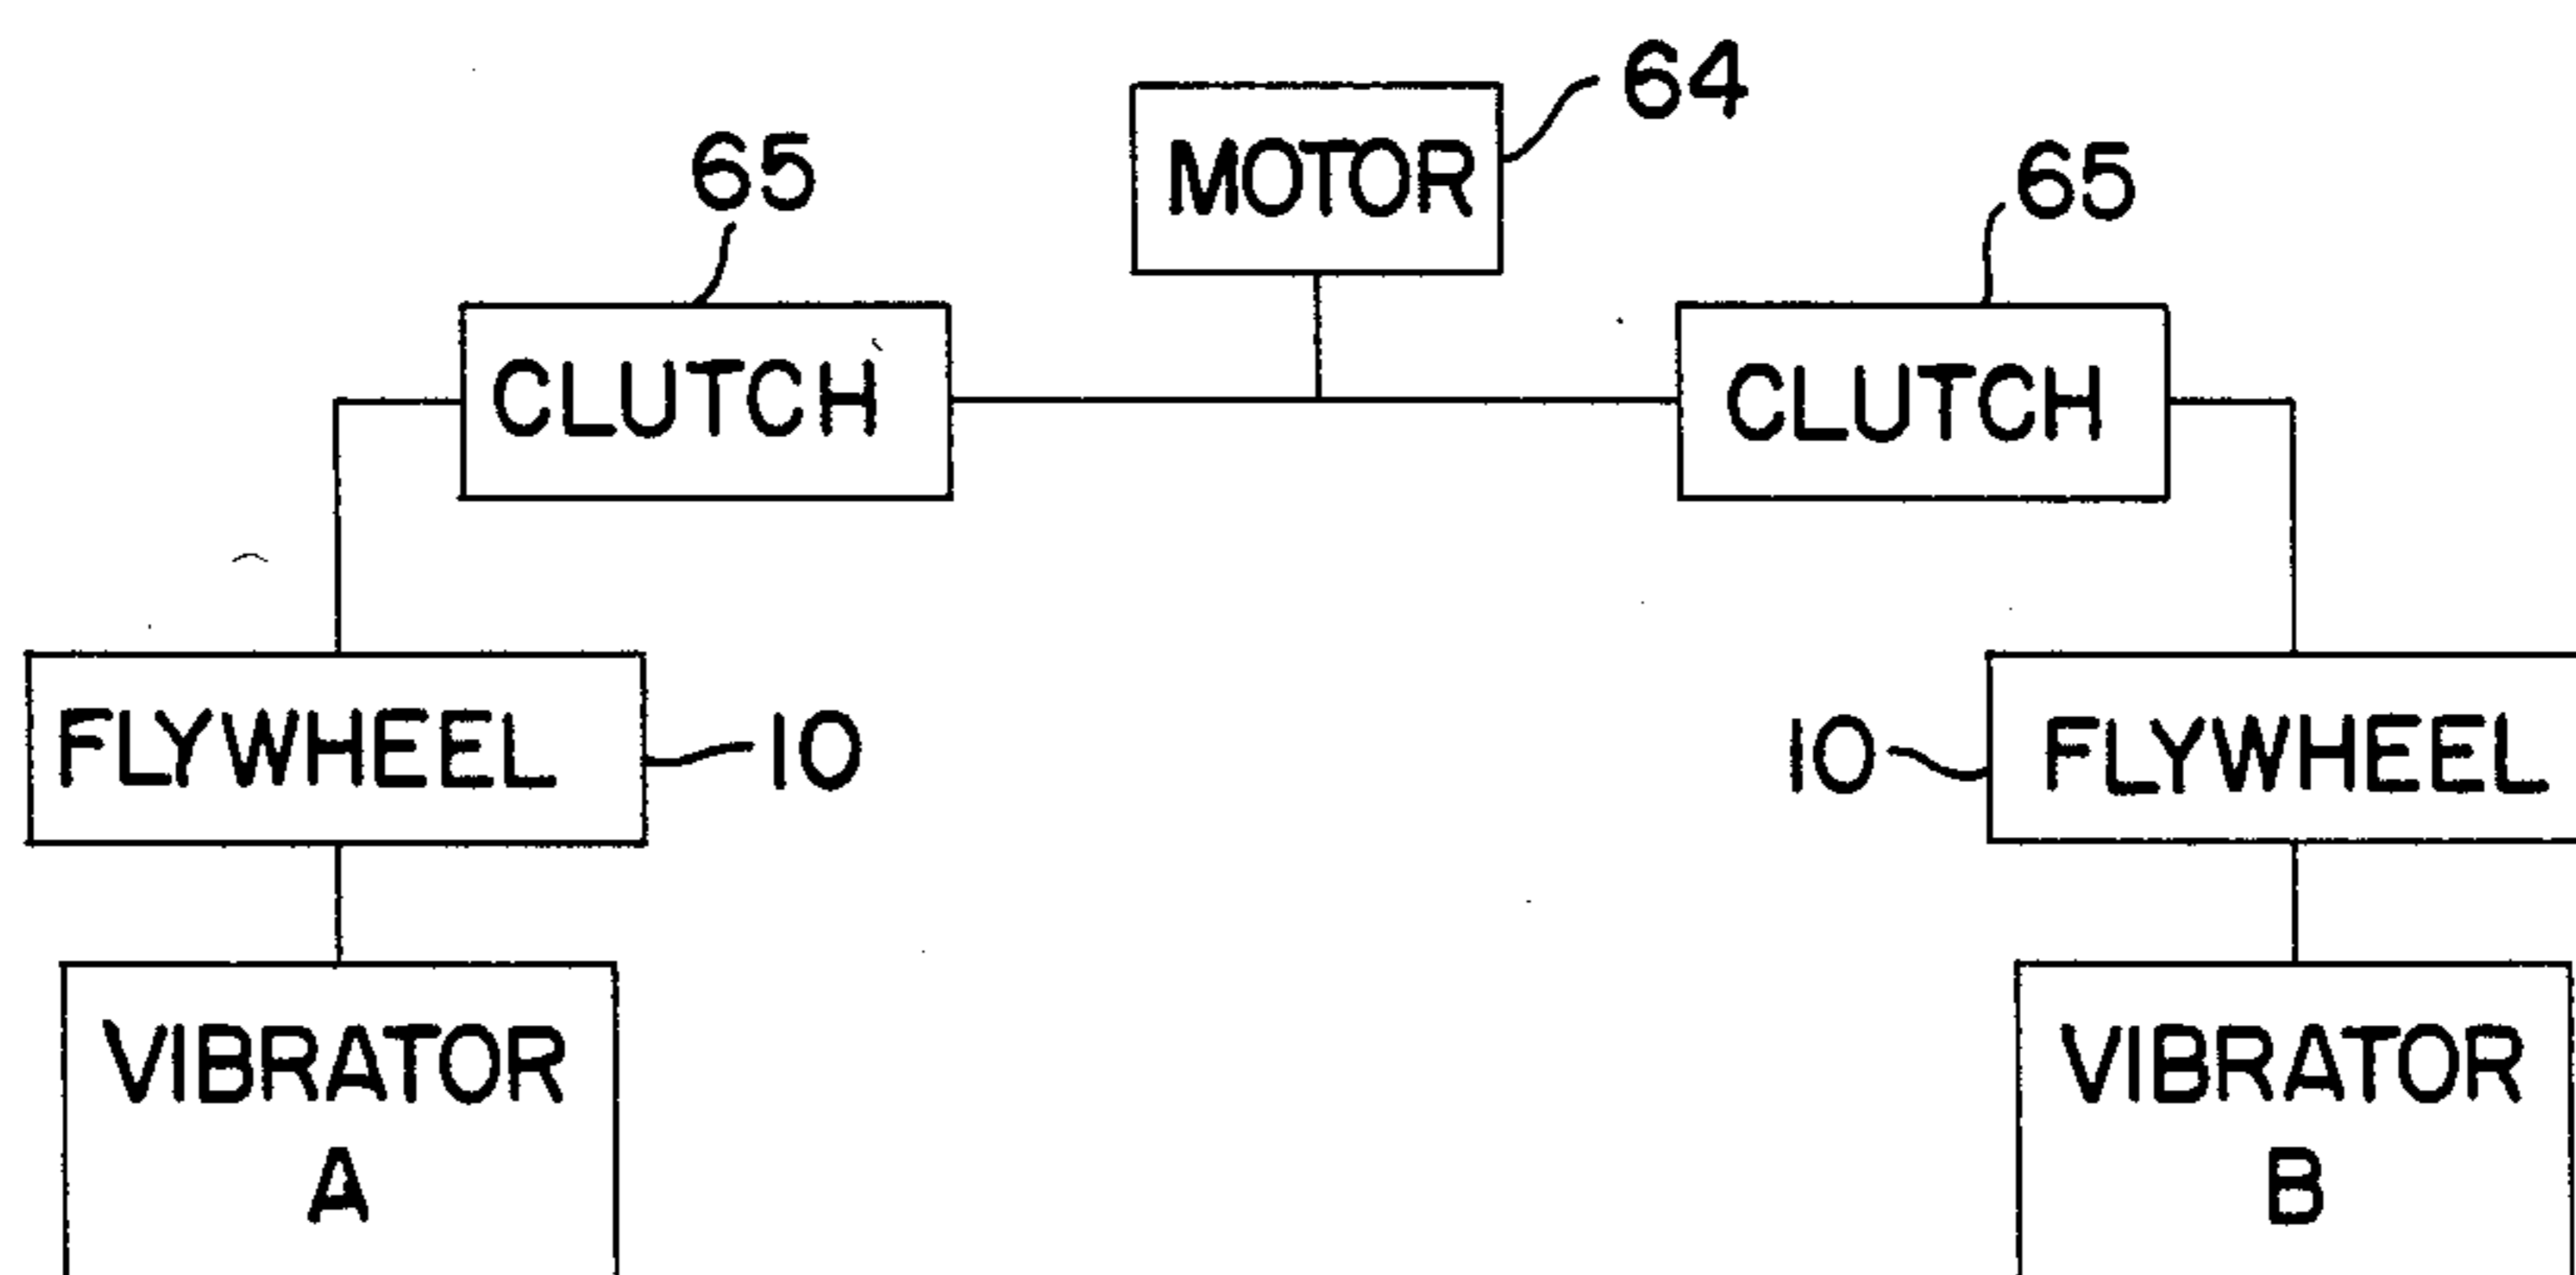 64
MOTOR
65
65
CLUTCH
CLUTCH
FLYWHEEL
10
10
FLYWHEEL
VIBRATOR
A
VIBRATOR
B